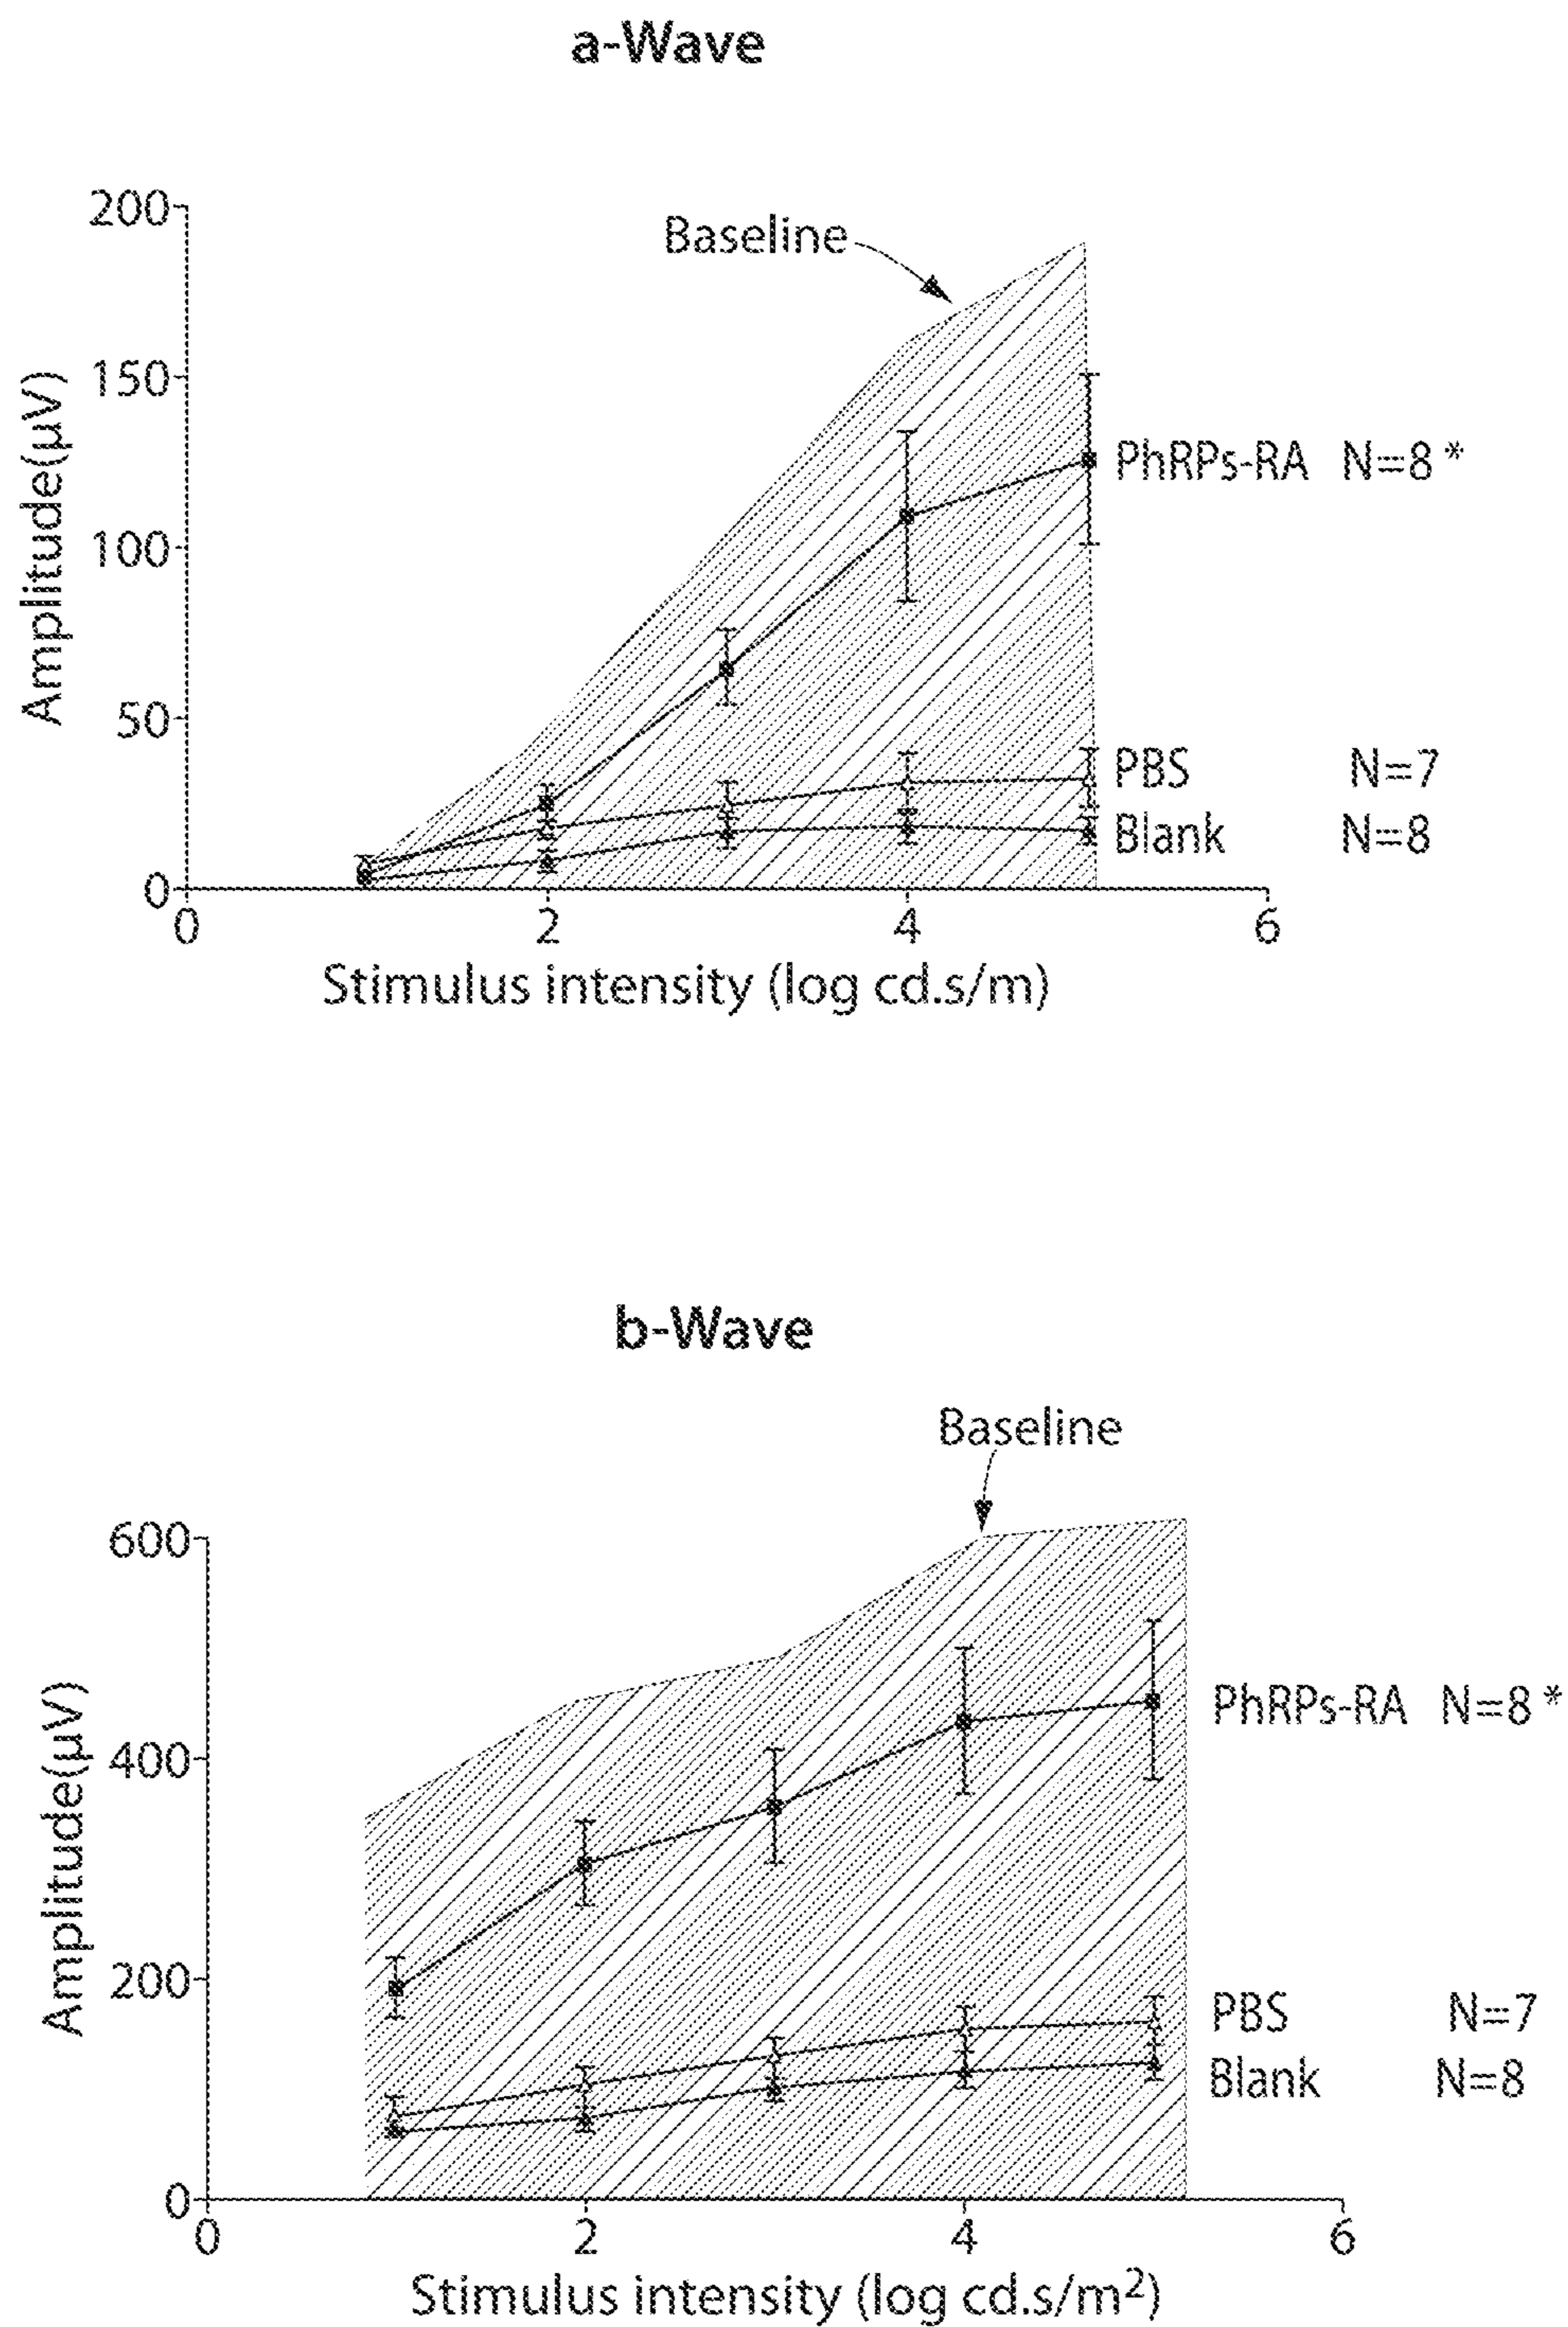 a-Wave
200
Baseline
150
PhRPs-RA N=8 *
100
50
PBS N=7
Blank N=8
0
0 2 4 6
Amplitude(µV)
Stimulus intensity (log cd.s/m)
b-Wave
Baseline
600
PhRPs-RA N=8 *
400
200
PBS N=7
Blank N=8
0
0 2 4 6
Amplitude(µV)
Stimulus intensity (log cd.s/m²)